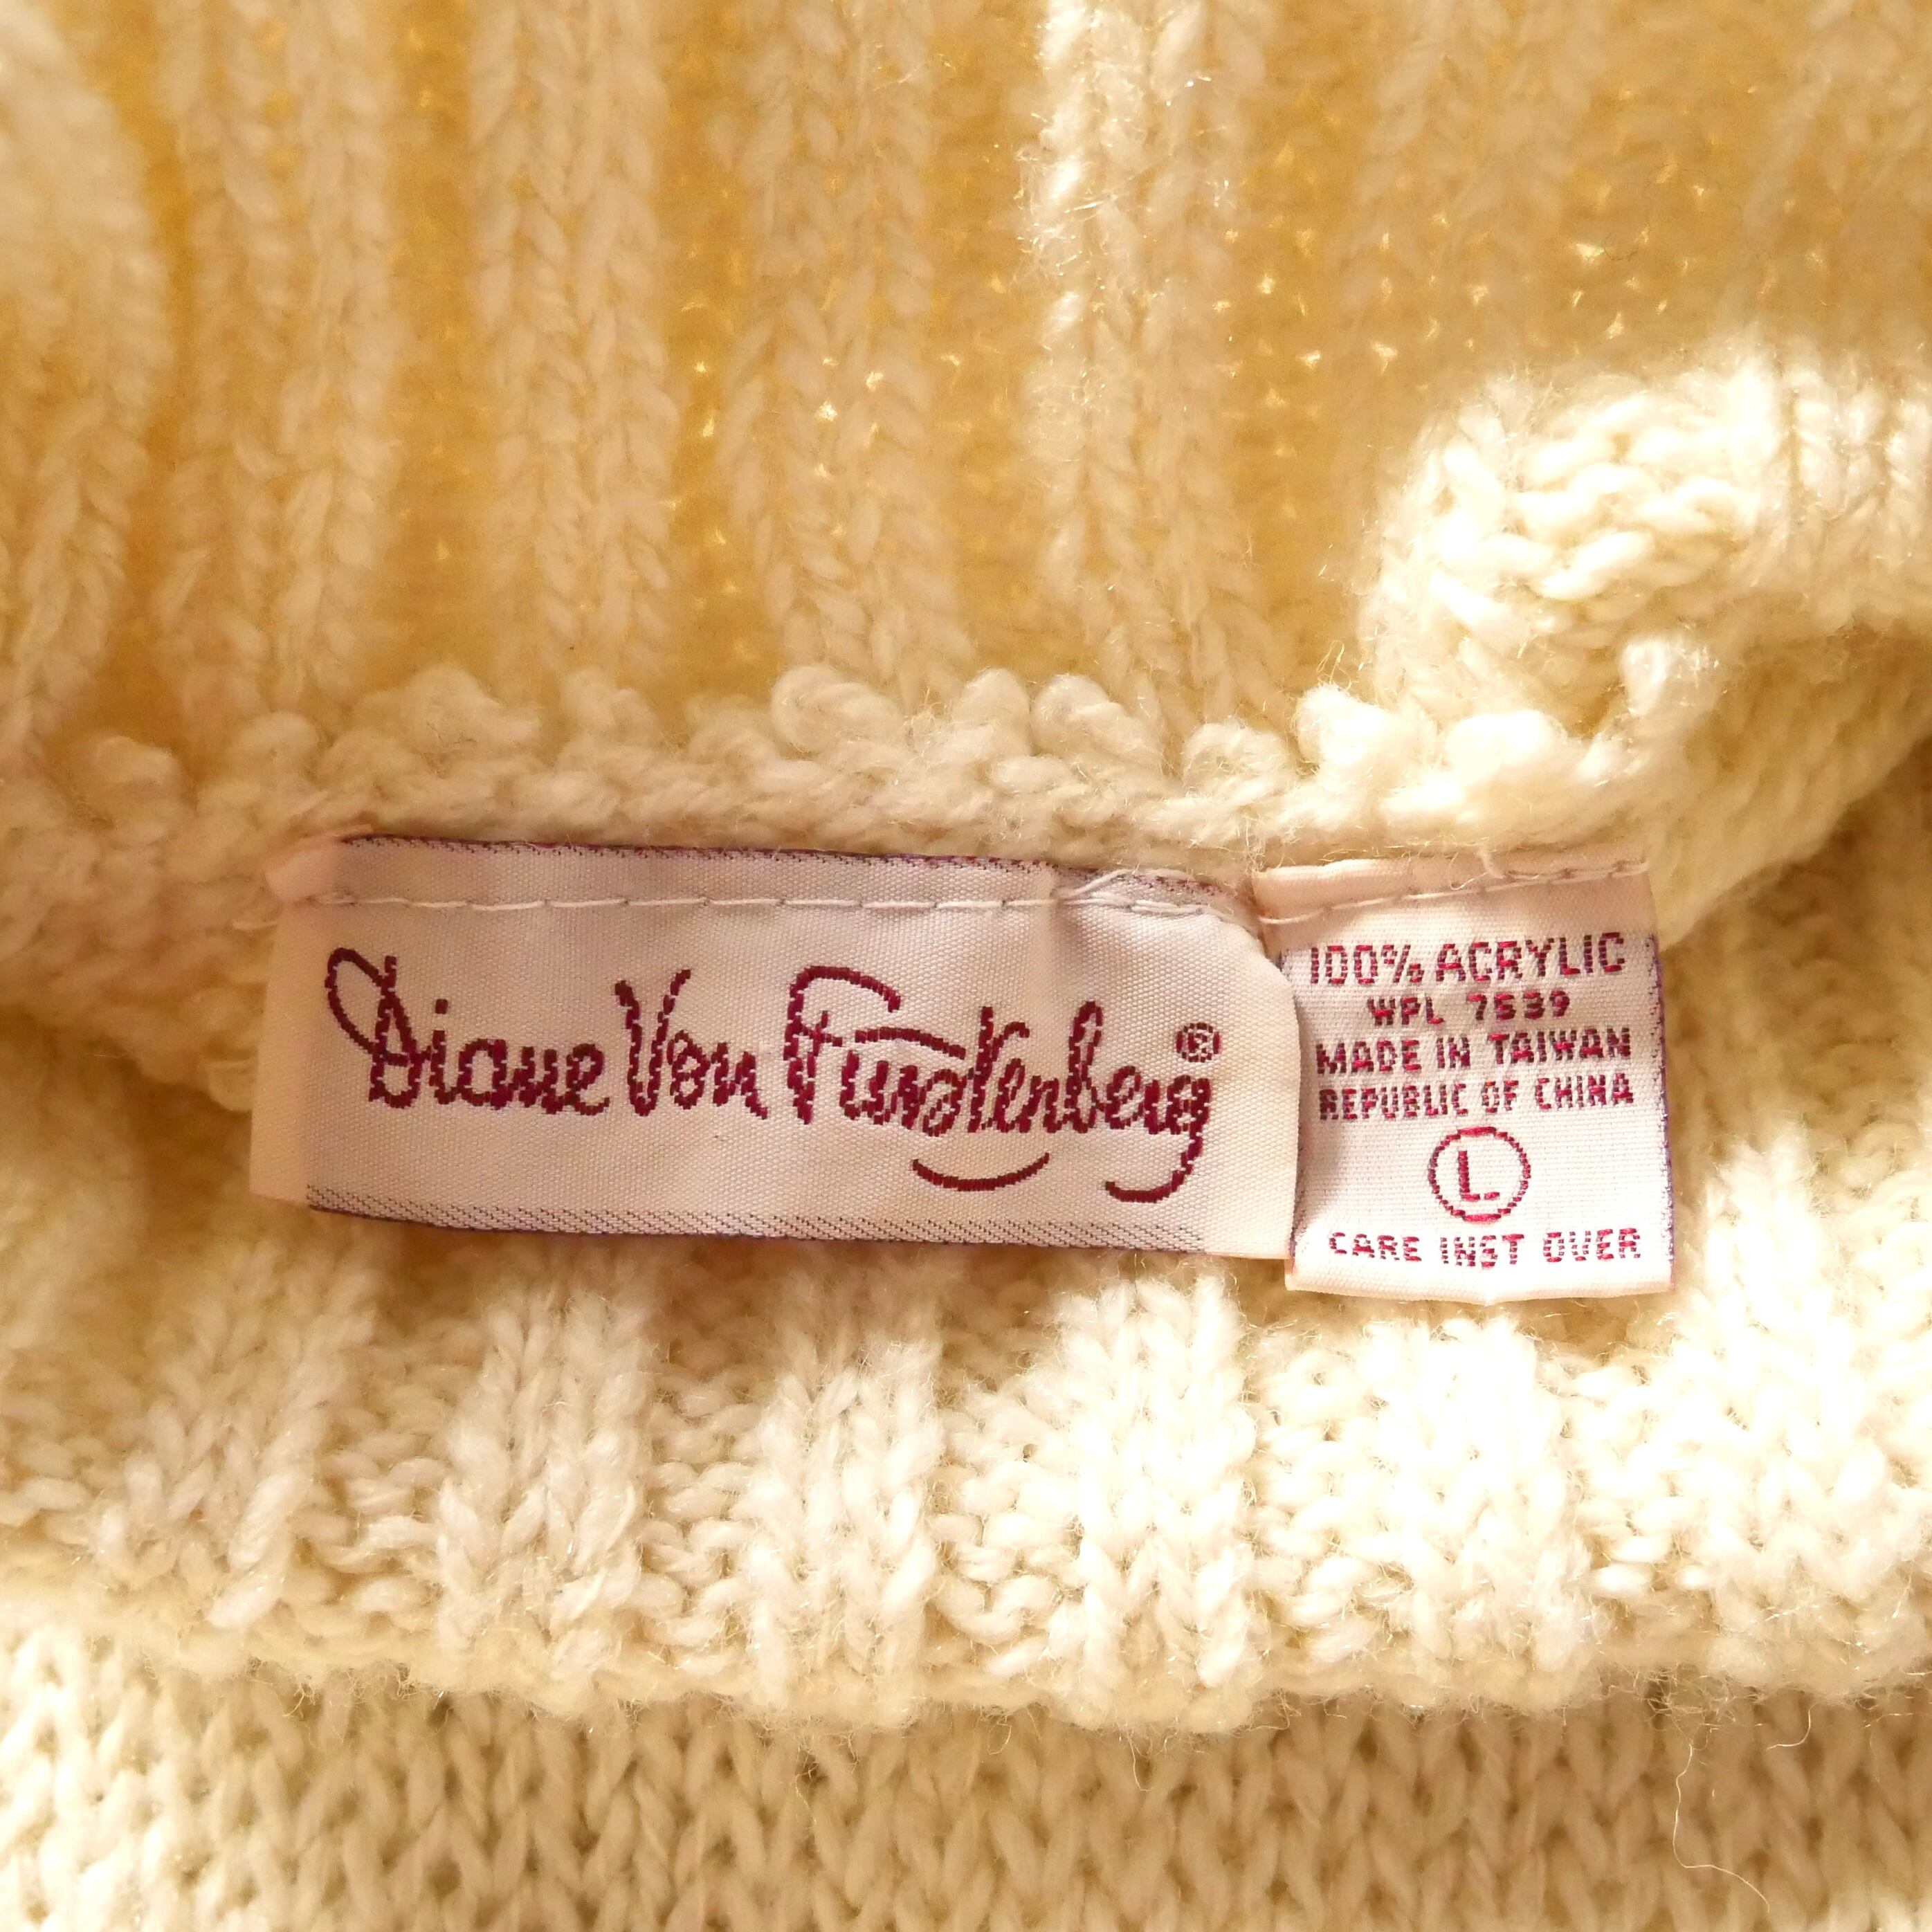 Diane Von Furstenberg®
100% ACRYLIC
WPL 7539
MADE IN TAIWAN
REPUBLIC OF CHINA
L
CARE INST OVER